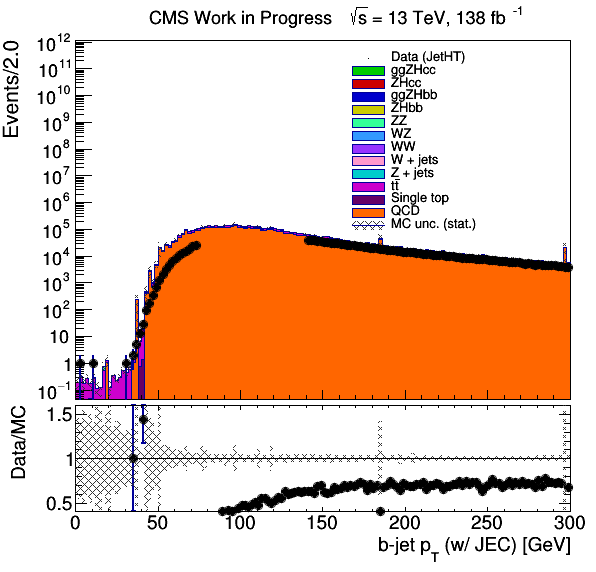 CMS Work in Progress √s = 13 TeV, 138 fb⁻¹
Events/2.0
10¹²
10¹¹
10¹⁰
10⁹
10⁸
10⁷
10⁶
10⁵
10⁴
10³
10²
10
1
10⁻¹
Data (JetHT)
ggZHcc
ZHcc
ggZHbb
ZHbb
ZZ
WZ
WW
W + jets
Z + jets
tt̄
Single top
QCD
MC unc. (stat.)
Data/MC
1.5
1
0.5
0 50 100 150 200 250 300
b-jet p_T (w/ JEC) [GeV]